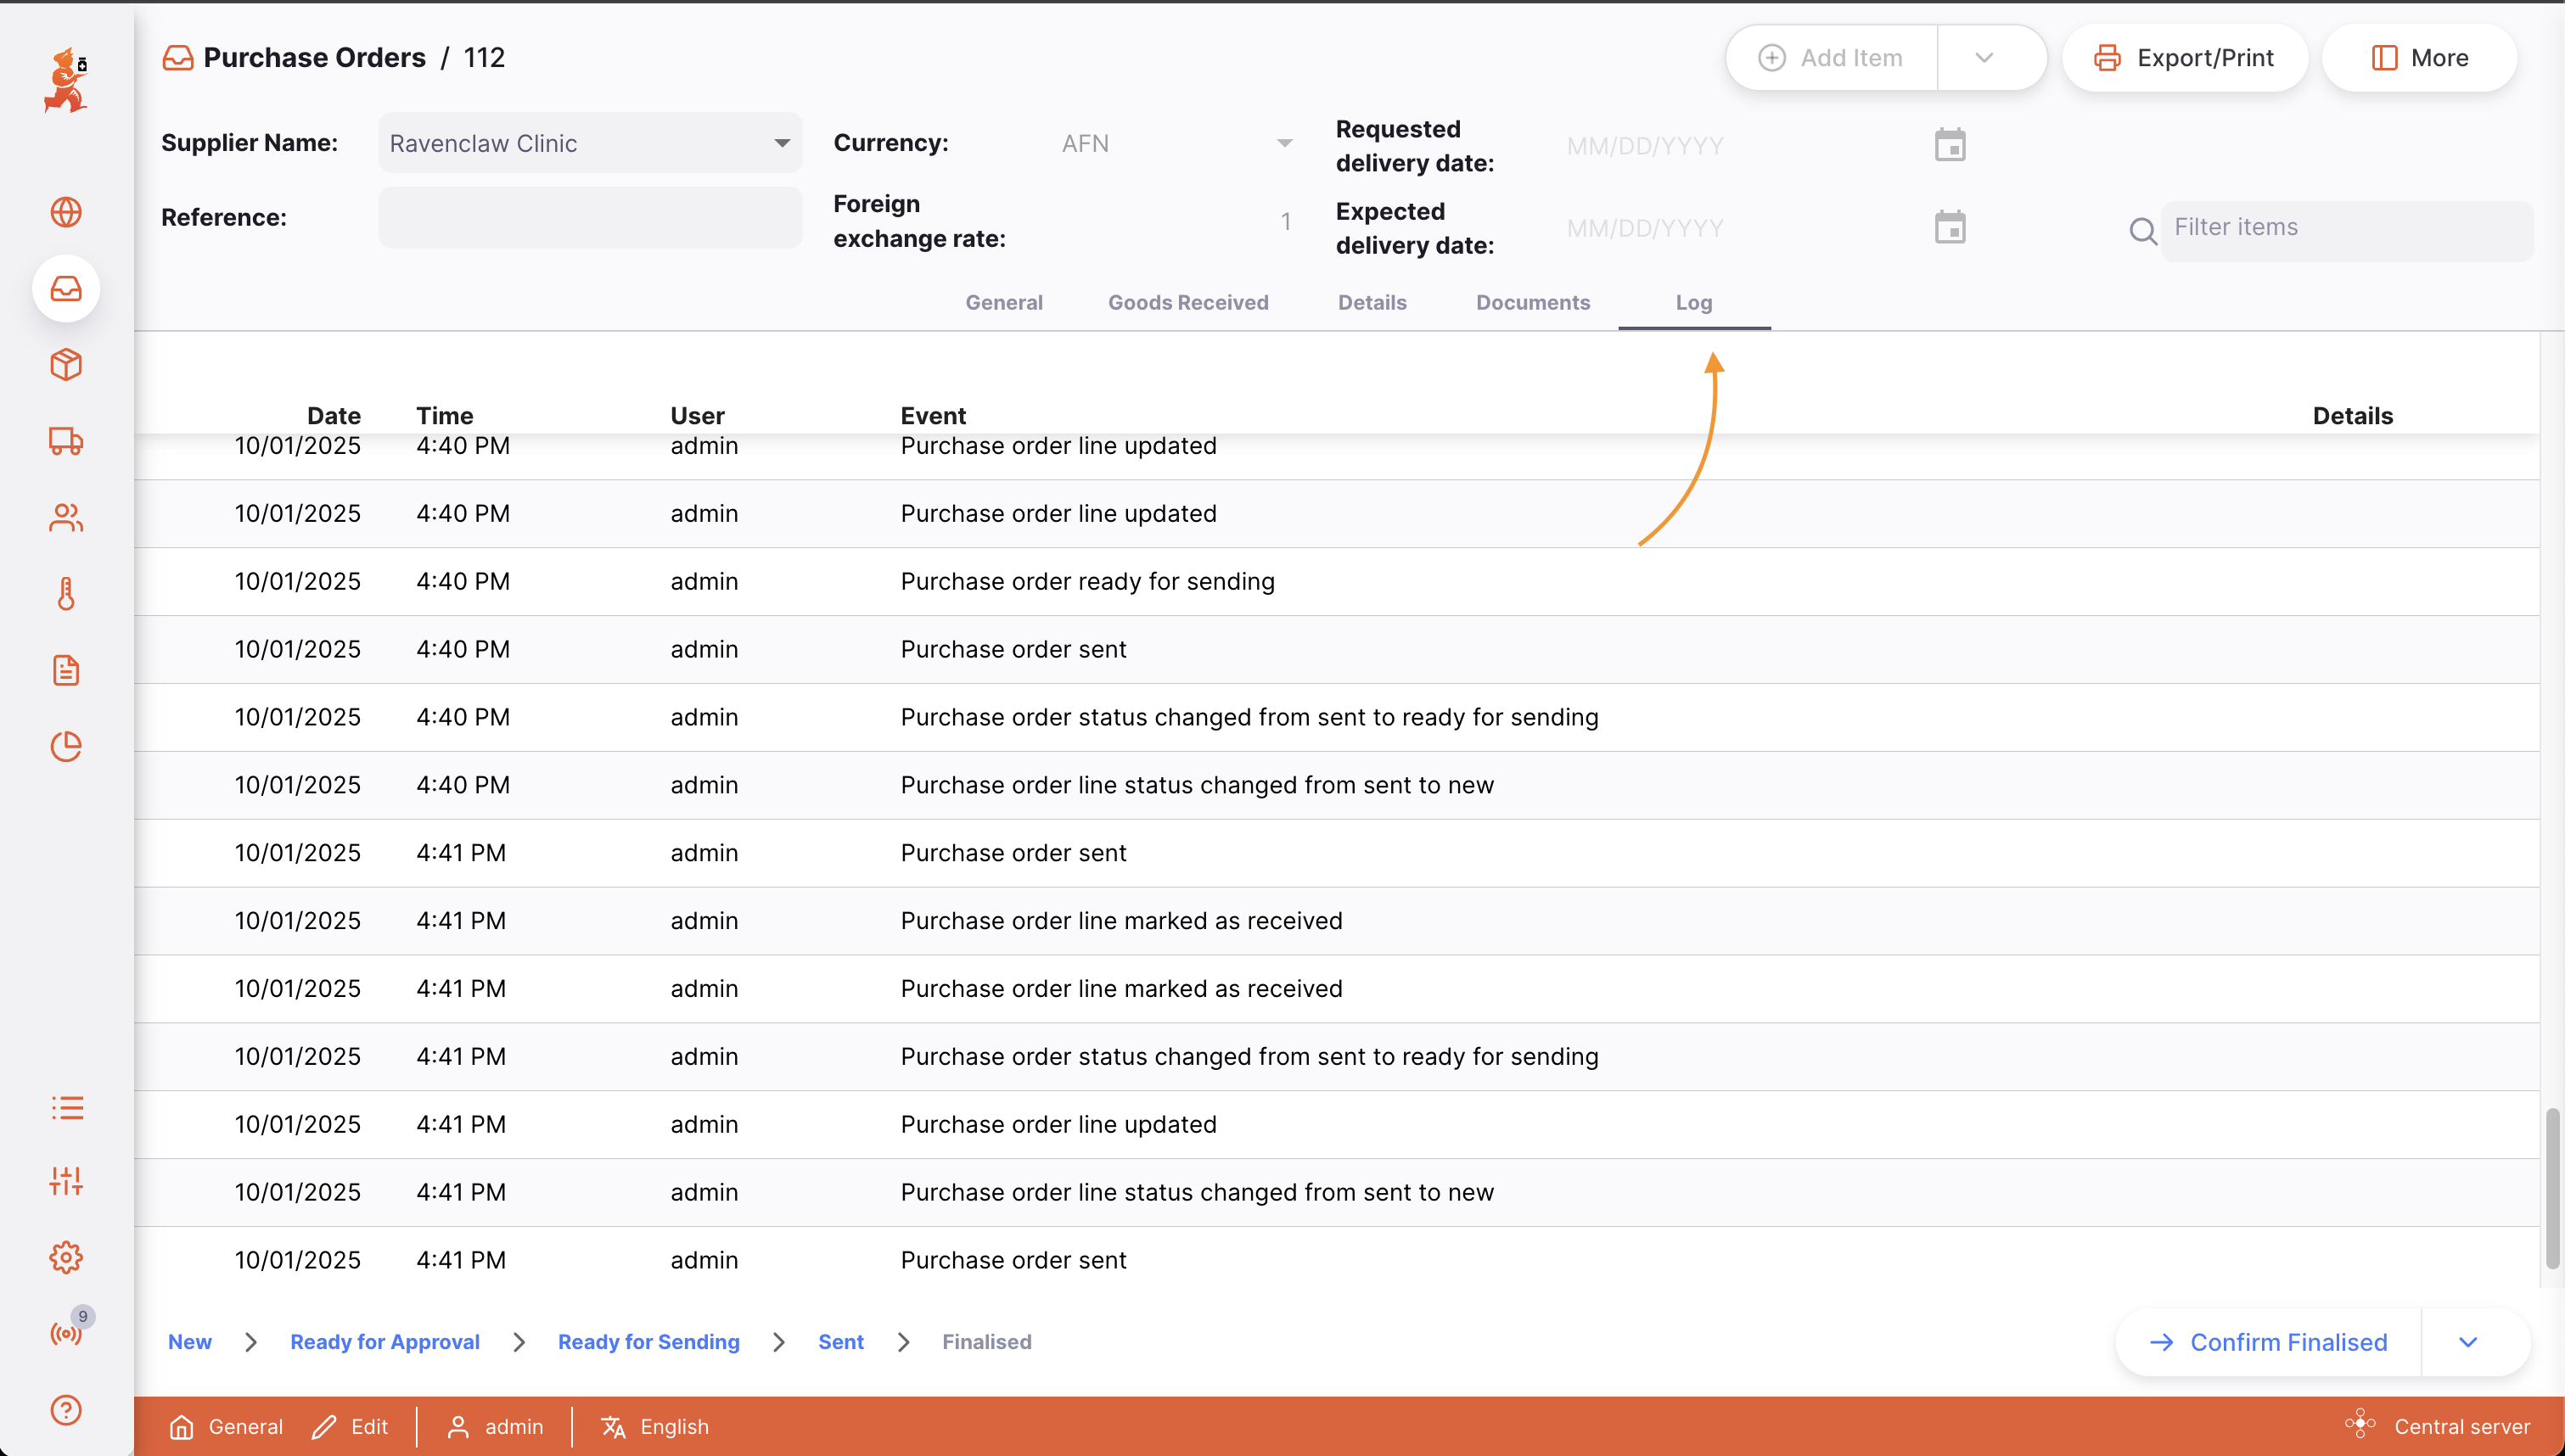 Purchase Orders / 112
Add Item
Export/Print
More
Supplier Name: Ravenclaw Clinic
Currency: AFN
Requested
delivery date: MM/DD/YYYY
Reference:
Foreign
exchange rate: 1
Expected
delivery date: MM/DD/YYYY
Filter items
General Goods Received Details Documents Log
Date Time User Event Details
10/01/2025 4:40 PM admin Purchase order line updated
10/01/2025 4:40 PM admin Purchase order line updated
10/01/2025 4:40 PM admin Purchase order ready for sending
10/01/2025 4:40 PM admin Purchase order sent
10/01/2025 4:40 PM admin Purchase order status changed from sent to ready for sending
10/01/2025 4:40 PM admin Purchase order line status changed from sent to new
10/01/2025 4:41 PM admin Purchase order sent
10/01/2025 4:41 PM admin Purchase order line marked as received
10/01/2025 4:41 PM admin Purchase order line marked as received
10/01/2025 4:41 PM admin Purchase order status changed from sent to ready for sending
10/01/2025 4:41 PM admin Purchase order line updated
10/01/2025 4:41 PM admin Purchase order line status changed from sent to new
10/01/2025 4:41 PM admin Purchase order sent
9
New Ready for Approval Ready for Sending Sent Finalised
Confirm Finalised
General Edit admin English Central server